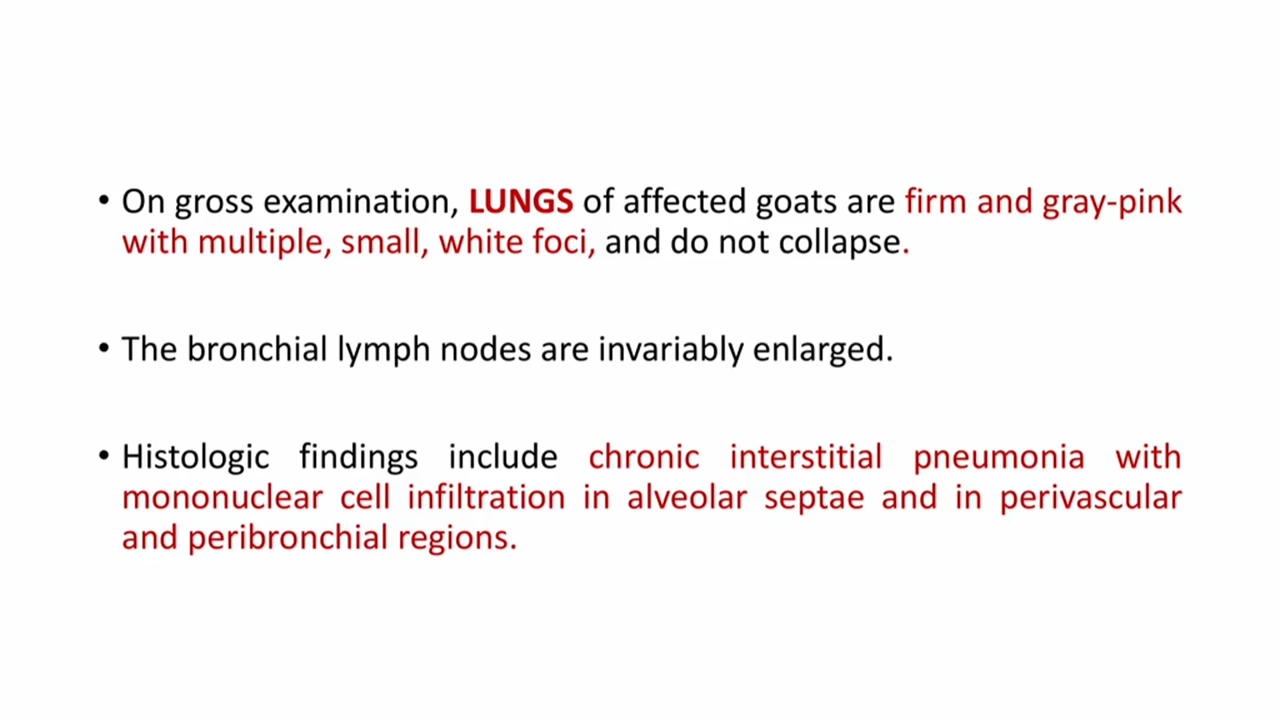 • On gross examination, LUNGS of affected goats are firm and gray-pink
with multiple, small, white foci, and do not collapse.
• The bronchial lymph nodes are invariably enlarged.
• Histologic findings include chronic interstitial pneumonia with
mononuclear cell infiltration in alveolar septae and in perivascular
and peribronchial regions.